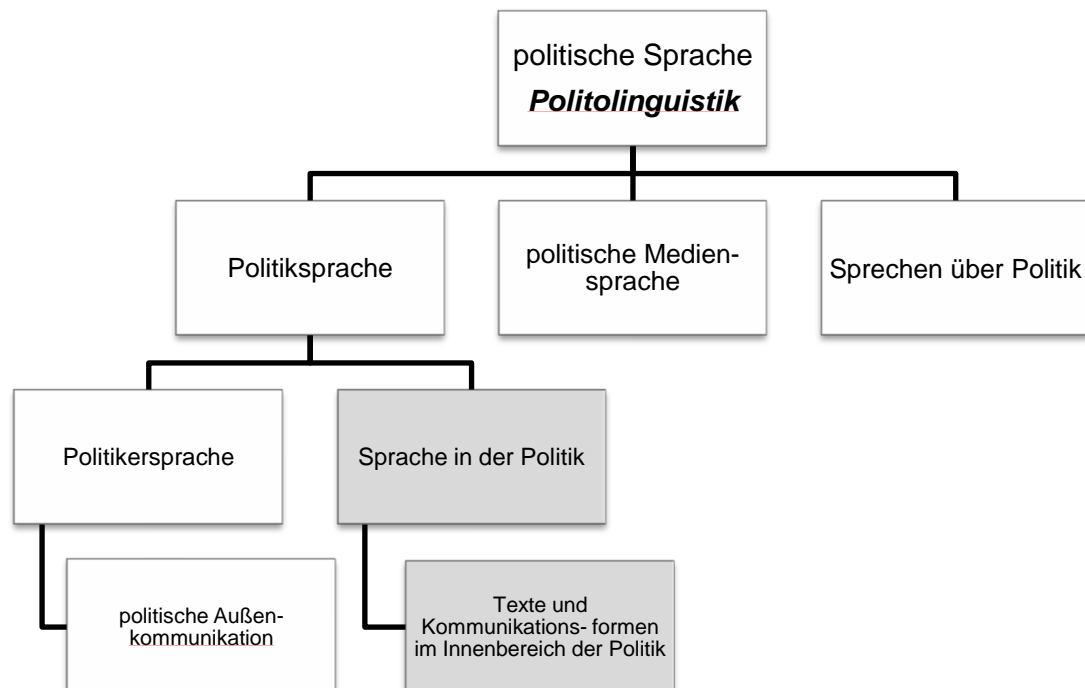 politische Sprache
Politolinguistik
Politiksprache
politische Medien-
sprache
Sprechen über Politik
Politikersprache
Sprache in der Politik
politische Außen-
kommunikation
Texte und
Kommunikations- formen
im Innenbereich der Politik